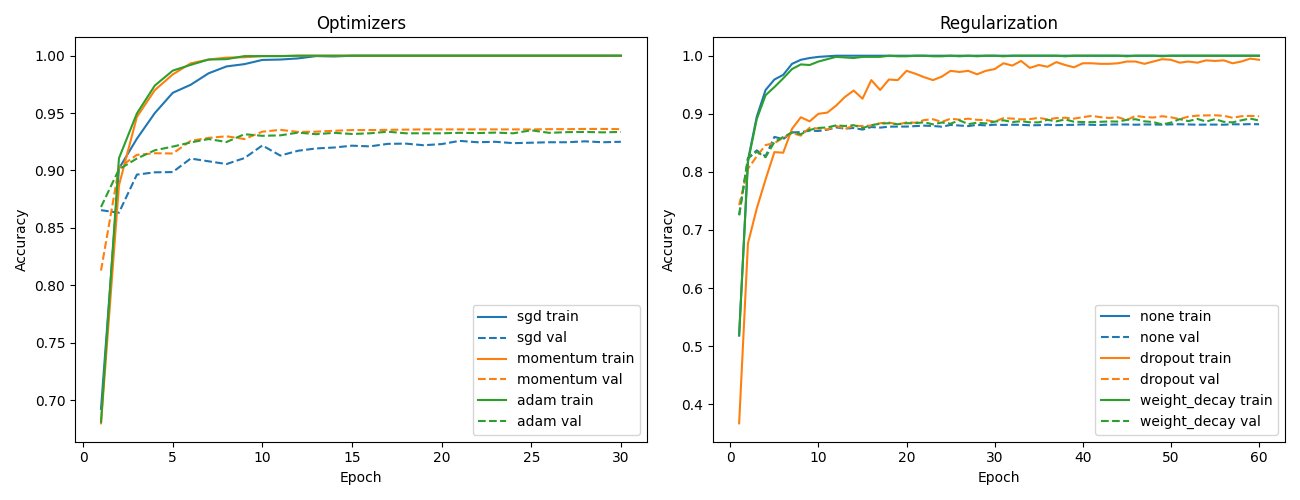 Optimizers
Accuracy
1.00
0.95
0.90
0.85
0.80
0.75
0.70
0 5 10 15 20 25 30
Epoch
sgd train
sgd val
momentum train
momentum val
adam train
adam val
Regularization
Accuracy
1.0
0.9
0.8
0.7
0.6
0.5
0.4
0 10 20 30 40 50 60
Epoch
none train
none val
dropout train
dropout val
weight_decay train
weight_decay val